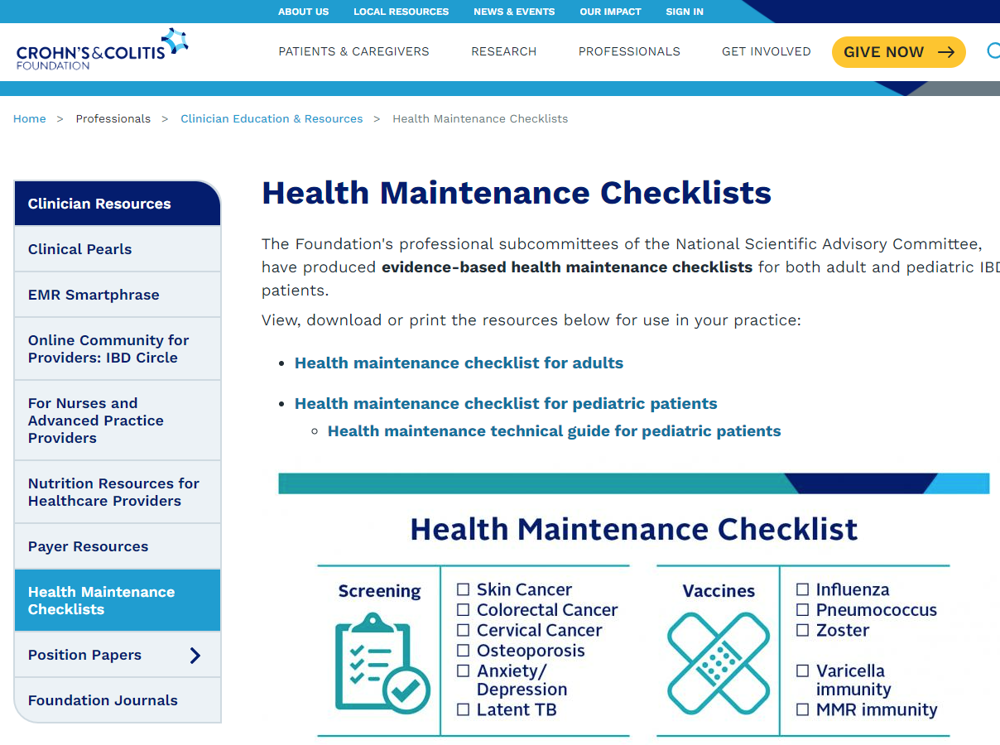 ABOUT US LOCAL RESOURCES NEWS & EVENTS OUR IMPACT SIGN IN
CROHN'S&COLITIS
FOUNDATION
PATIENTS & CAREGIVERS RESEARCH PROFESSIONALS GET INVOLVED GIVE NOW
Home > Professionals > Clinician Education & Resources > Health Maintenance Checklists
Clinician Resources
Clinical Pearls
EMR Smartphrase
Online Community for
Providers: IBD Circle
For Nurses and
Advanced Practice
Providers
Nutrition Resources for
Healthcare Providers
Payer Resources
Health Maintenance
Checklists
Position Papers
Foundation Journals
Health Maintenance Checklists
The Foundation's professional subcommittees of the National Scientific Advisory Committee,
have produced evidence-based health maintenance checklists for both adult and pediatric IBD
patients.
View, download or print the resources below for use in your practice:
• Health maintenance checklist for adults
• Health maintenance checklist for pediatric patients
◦ Health maintenance technical guide for pediatric patients
Health Maintenance Checklist
Screening
☐ Skin Cancer
☐ Colorectal Cancer
☐ Cervical Cancer
☐ Osteoporosis
☐ Anxiety/
Depression
☐ Latent TB
Vaccines
☐ Influenza
☐ Pneumococcus
☐ Zoster
☐ Varicella
immunity
☐ MMR immunity